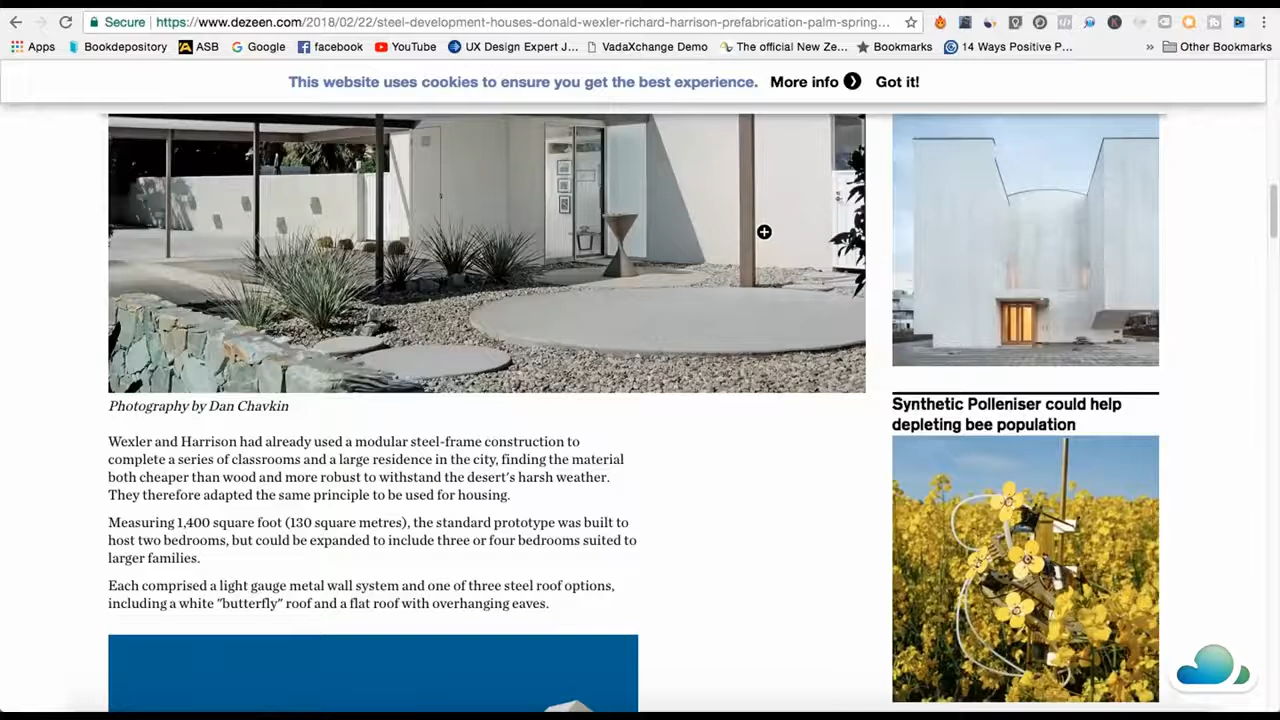 Secure | https://www.dezeen.com/2018/02/22/steel-development-houses-donald-wexler-richard-harrison-prefabrication-palm-spring...
Apps Bookdepository ASB Google facebook YouTube UX Design Expert J... VadaXchange Demo The official New Ze... Bookmarks 14 Ways Positive P... » Other Bookmarks
This website uses cookies to ensure you get the best experience. More info Got it!
Photography by Dan Chavkin
Wexler and Harrison had already used a modular steel-frame construction to
complete a series of classrooms and a large residence in the city, finding the material
both cheaper than wood and more robust to withstand the desert's harsh weather.
They therefore adapted the same principle to be used for housing.
Measuring 1,400 square foot (130 square metres), the standard prototype was built to
host two bedrooms, but could be expanded to include three or four bedrooms suited to
larger families.
Each comprised a light gauge metal wall system and one of three steel roof options,
including a white "butterfly" roof and a flat roof with overhanging eaves.
Synthetic Polleniser could help
depleting bee population